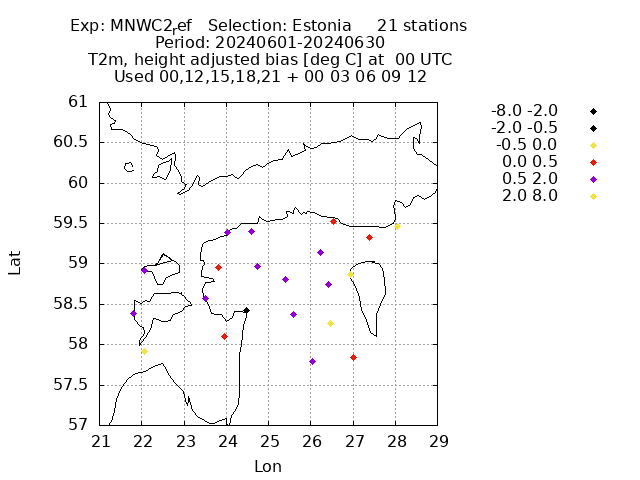 Exp: MNWC2ref   Selection: Estonia     21 stations
Period: 20240601-20240630
T2m, height adjusted bias [deg C] at  00 UTC
Used 00,12,15,18,21 + 00 03 06 09 12
-8.0 -2.0
-2.0 -0.5
-0.5 0.0
0.0 0.5
0.5 2.0
2.0 8.0
61
60.5
60
59.5
59
58.5
58
57.5
57
Lat
21 22 23 24 25 26 27 28 29
Lon